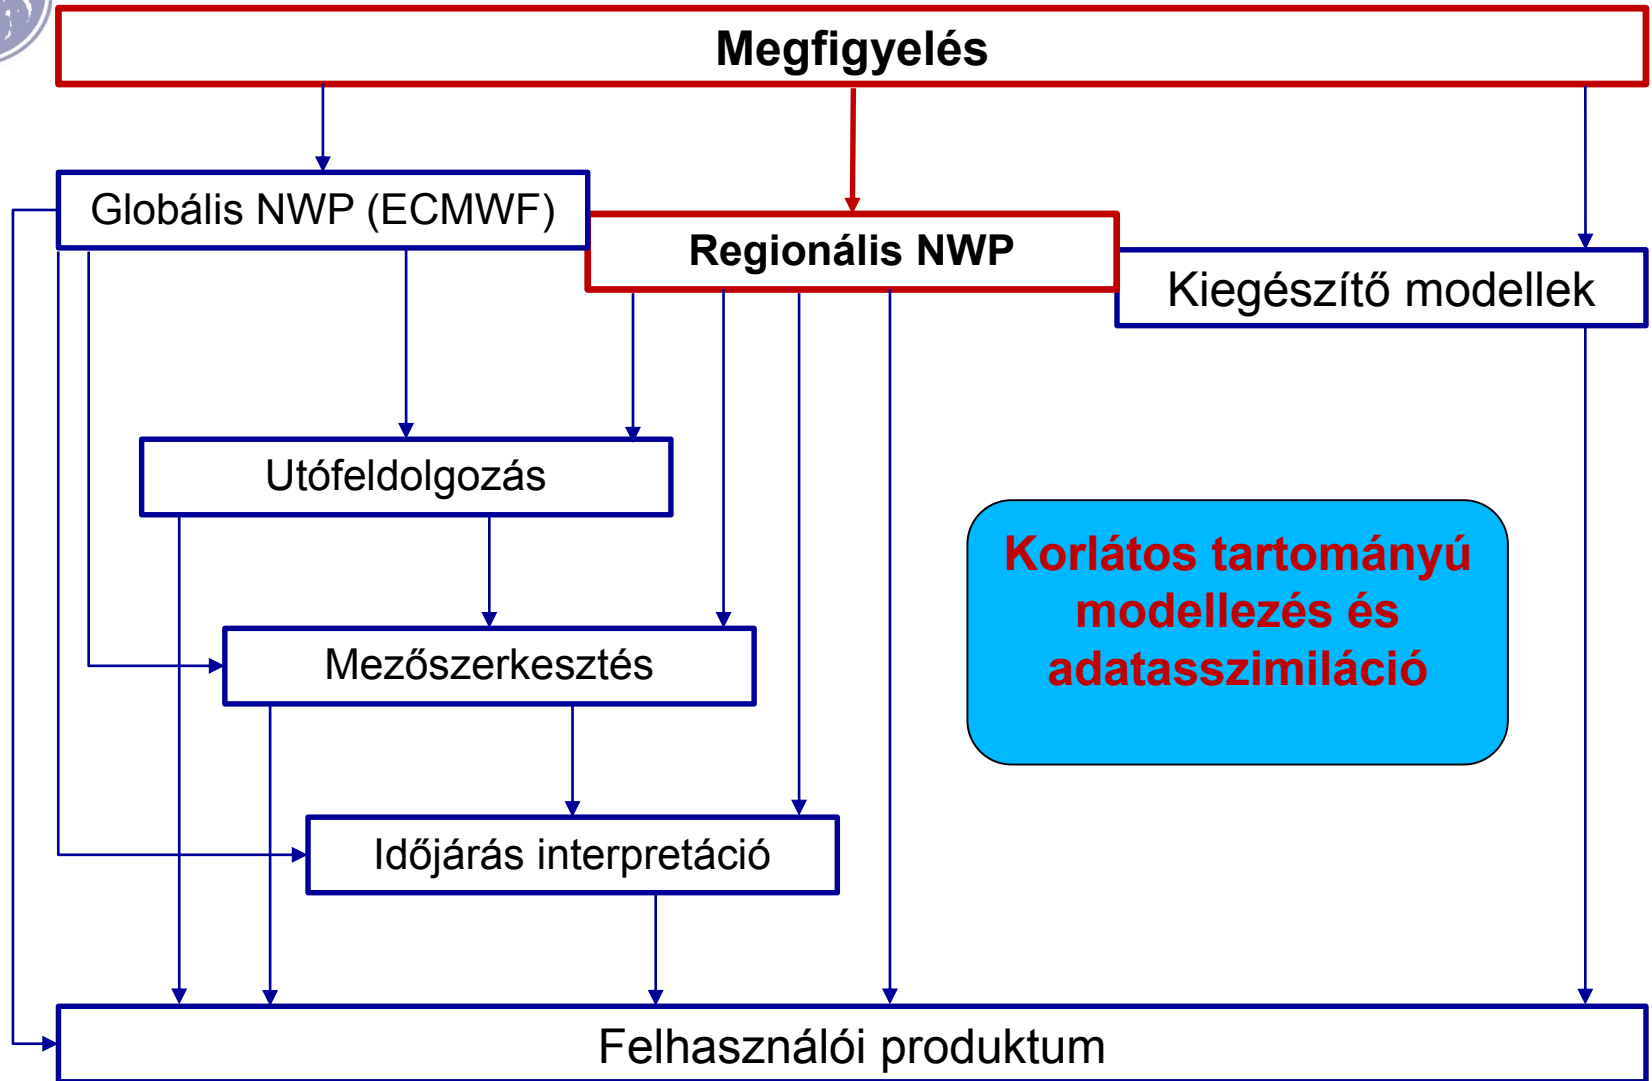 Megfigyelés
Globális NWP (ECMWF)
Regionális NWP
Kiegészítő modellek
Utófeldolgozás
Korlátos tartományú
modellezés és
adatasszimiláció
Mezőszerkesztés
Időjárás interpretáció
Felhasználói produktum